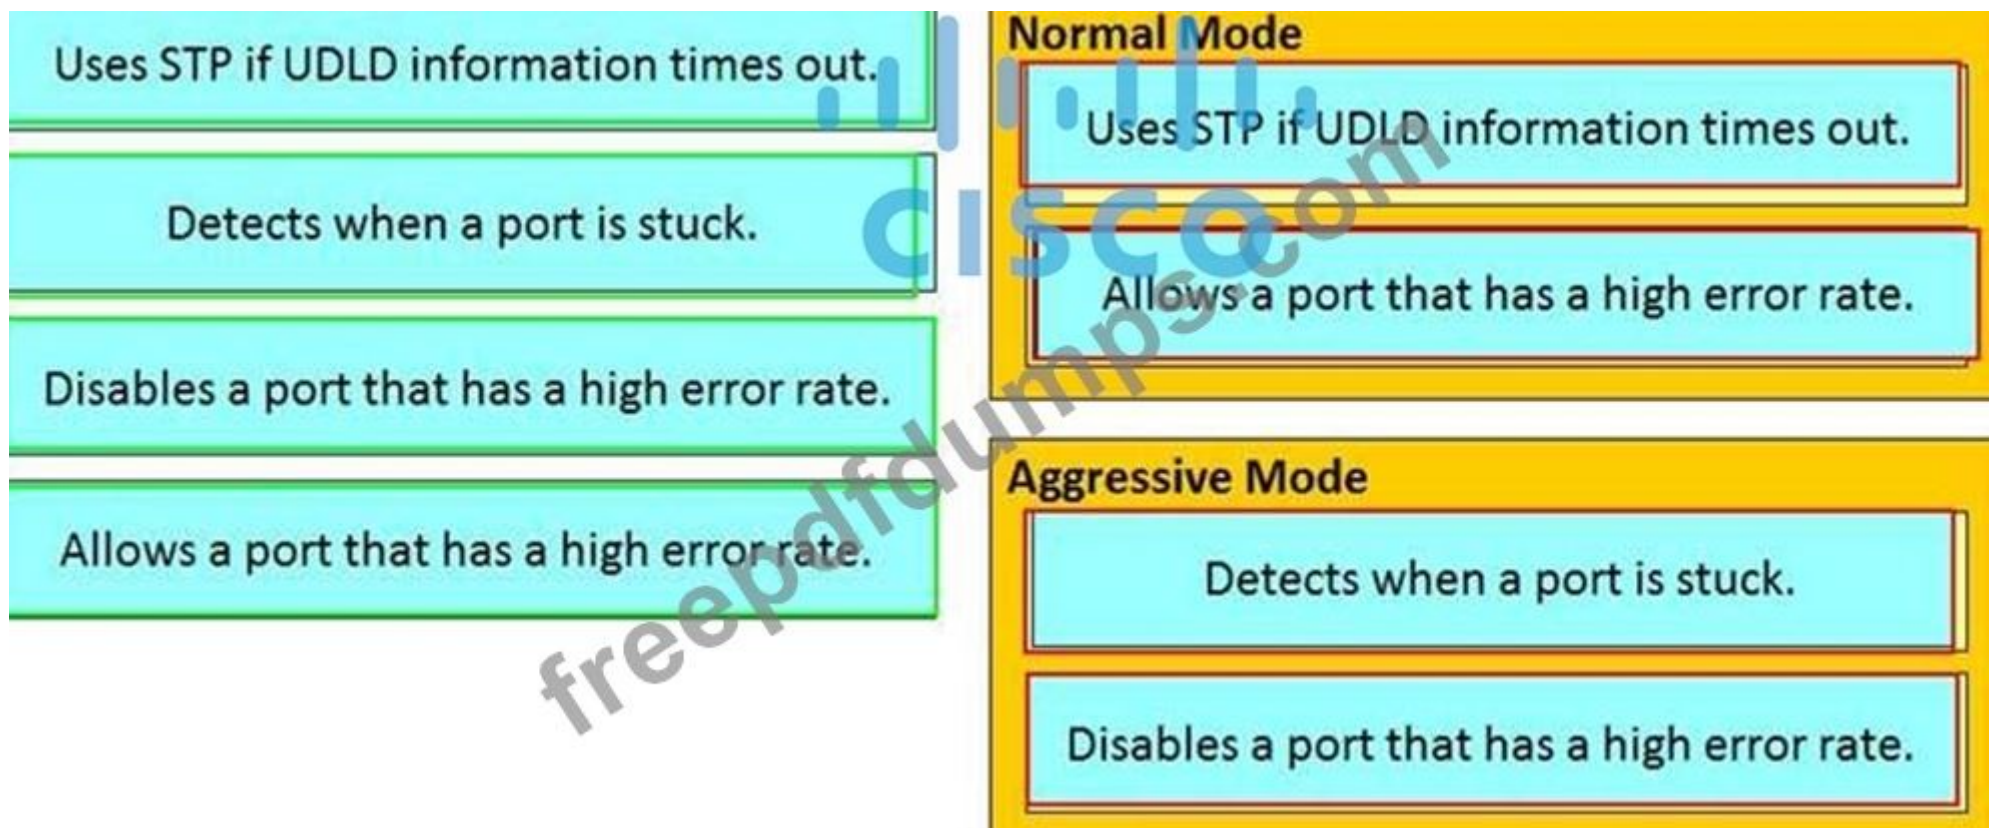 Uses STP if UDLD information times out.
Detects when a port is stuck.
Disables a port that has a high error rate.
Allows a port that has a high error rate.
Normal Mode
Uses STP if UDLD information times out.
Allows a port that has a high error rate.
Aggressive Mode
Detects when a port is stuck.
Disables a port that has a high error rate.
CISCO
freepdfdumps.com